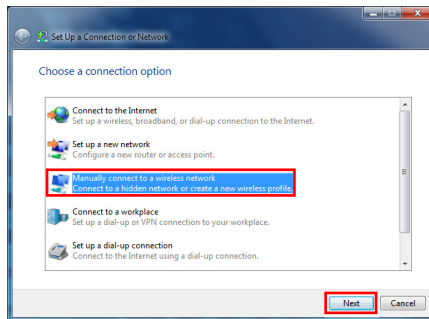 Set Up a Connection or Network
Choose a connection option
Connect to the Internet
Set up a wireless, broadband, or dial-up connection to the Internet.
Set up a new network
Configure a new router or access point.
Manually connect to a wireless network
Connect to a hidden network or create a new wireless profile.
Connect to a workplace
Set up a dial-up or VPN connection to your workplace.
Set up a dial-up connection
Connect to the Internet using a dial-up connection.
Next
Cancel